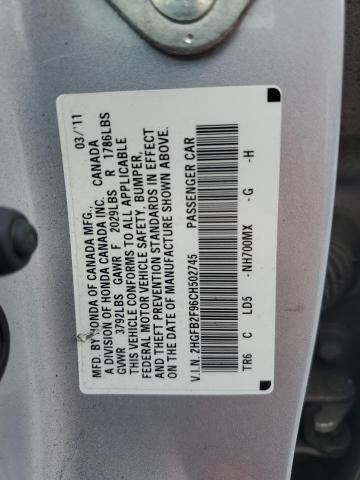 MFD. BY HONDA OF CANADA MFG. 03/'11
A DIVISION OF HONDA CANADA INC. CANADA
GVWR 3792LBS GAWR F 2029LBS R 1786LBS
THIS VEHICLE CONFORMS TO ALL APPLICABLE
FEDERAL MOTOR VEHICLE SAFETY, BUMPER,
AND THEFT PREVENTION STANDARDS IN EFFECT
ON THE DATE OF MANUFACTURE SHOWN ABOVE.
V.I.N. 2HGFB2F96CH502745 PASSENGER CAR
TR6 C LD5 -NH700MX -G -H